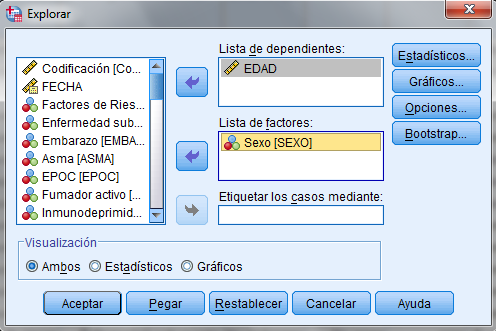 Explorar
Codificación [Co...
FECHA
Factores de Ries...
Enfermedad sub...
Embarazo [EMBA...
Asma [ASMA]
EPOC [EPOC]
Fumador activo [...
Inmunodeprimid...
Lista de dependientes:
EDAD
Lista de factores:
Sexo [SEXO]
Etiquetar los casos mediante:
Estadísticos...
Gráficos...
Opciones...
Bootstrap...
Visualización
Ambos Estadísticos Gráficos
Aceptar Pegar Restablecer Cancelar Ayuda